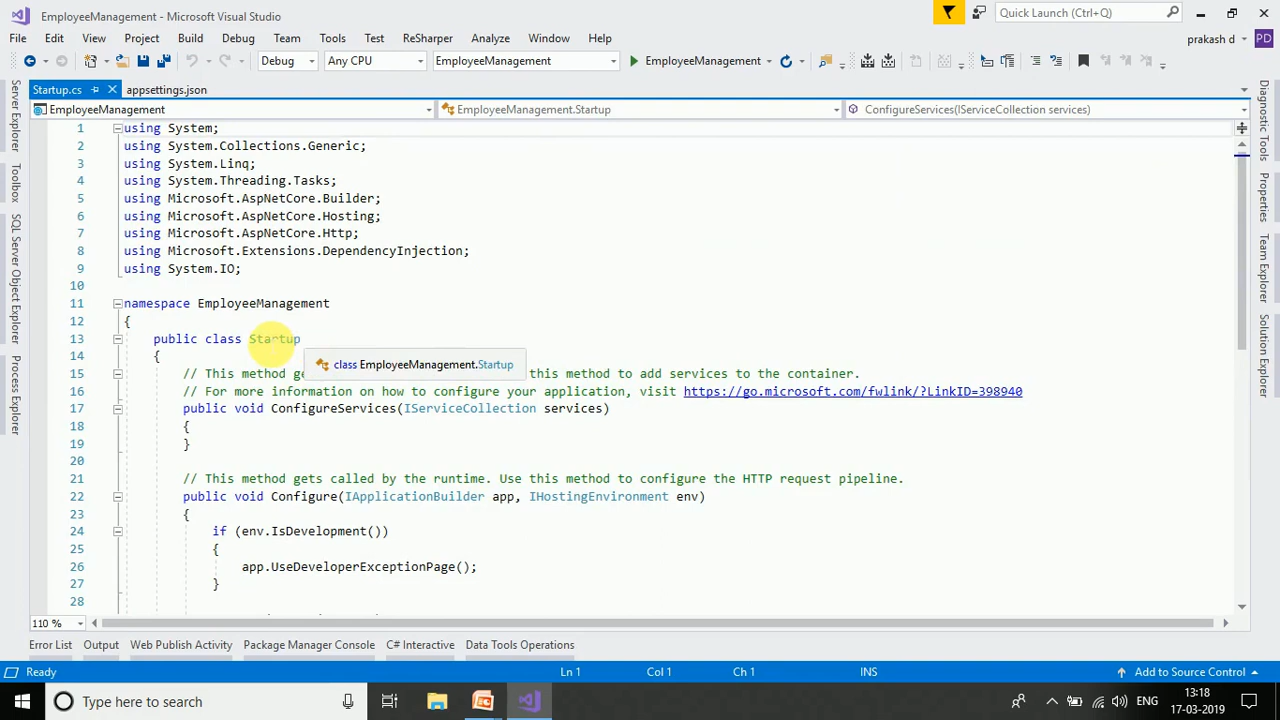 EmployeeManagement - Microsoft Visual Studio
Quick Launch (Ctrl+Q)
File Edit View Project Build Debug Team Tools Test ReSharper Analyze Window Help
prakash d PD
Debug Any CPU EmployeeManagement EmployeeManagement
Startup.cs appsettings.json
EmployeeManagement EmployeeManagement.Startup ConfigureServices(IServiceCollection services)
Server Explorer
Toolbox
SQL Server Object Explorer
Process Explorer
1 using System;
2 using System.Collections.Generic;
3 using System.Linq;
4 using System.Threading.Tasks;
5 using Microsoft.AspNetCore.Builder;
6 using Microsoft.AspNetCore.Hosting;
7 using Microsoft.AspNetCore.Http;
8 using Microsoft.Extensions.DependencyInjection;
9 using System.IO;
10
11 namespace EmployeeManagement
12 {
13 public class Startup
14 {
class EmployeeManagement.Startup
15 // This method ge this method to add services to the container.
16 // For more information on how to configure your application, visit https://go.microsoft.com/fwlink/?LinkID=398940
17 public void ConfigureServices(IServiceCollection services)
18 {
19 }
20
21 // This method gets called by the runtime. Use this method to configure the HTTP request pipeline.
22 public void Configure(IApplicationBuilder app, IHostingEnvironment env)
23 {
24 if (env.IsDevelopment())
25 {
26 app.UseDeveloperExceptionPage();
27 }
28
Diagnostic Tools
Properties
Team Explorer
Solution Explorer
110 %
Error List Output Web Publish Activity Package Manager Console C# Interactive Data Tools Operations
Ready Ln 1 Col 1 Ch 1 INS Add to Source Control
Type here to search
ENG
13:18
17-03-2019